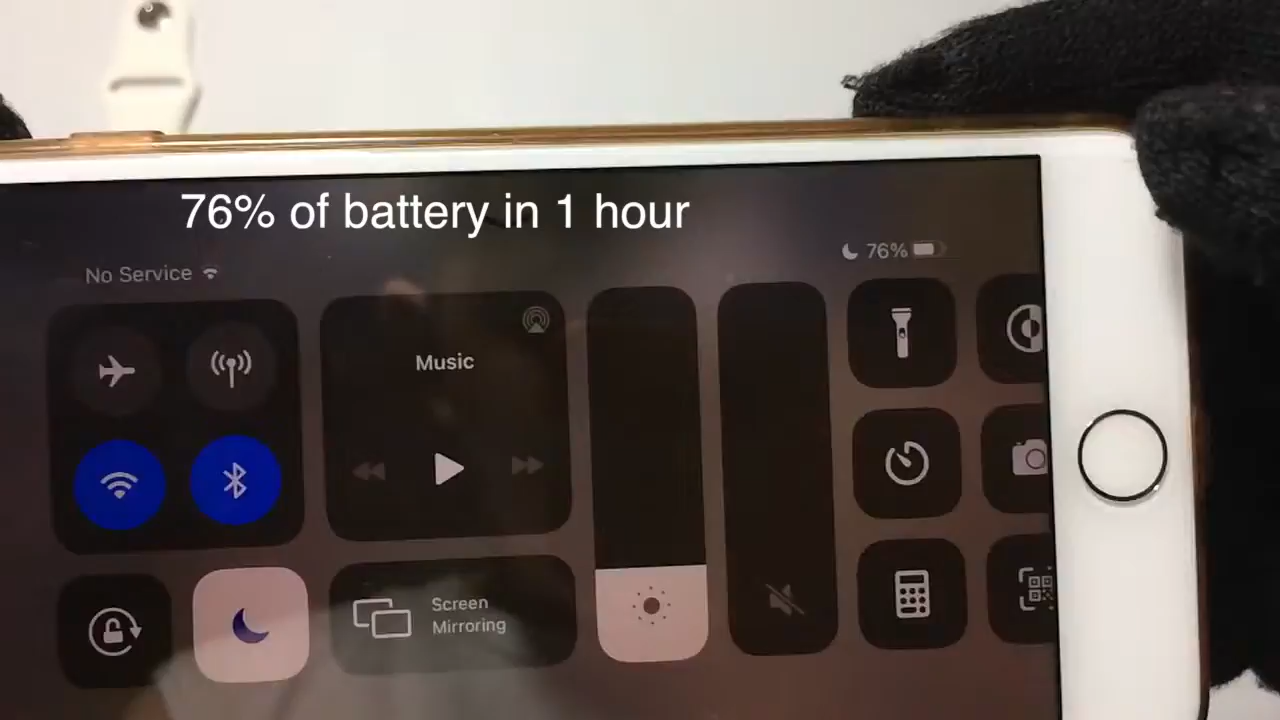 76% of battery in 1 hour
76%
No Service
Music
Screen
Mirroring